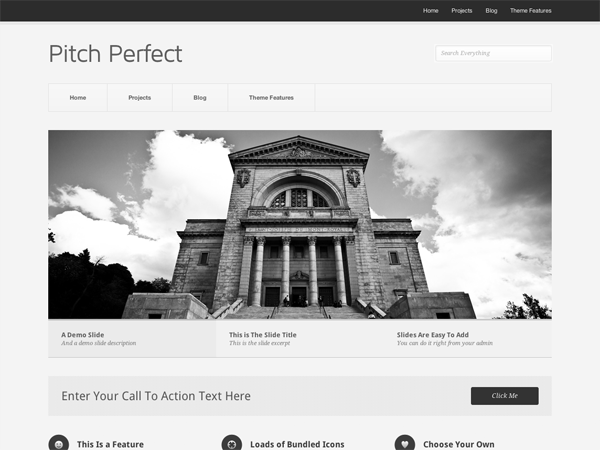 Home Projects Blog Theme Features
Pitch Perfect
Search Everything
Home Projects Blog Theme Features
A Demo Slide
And a demo slide description
This is The Slide Title
This is the slide excerpt
Slides Are Easy To Add
You can do it right from your admin
Enter Your Call To Action Text Here
Click Me
This Is a Feature
Loads of Bundled Icons
Choose Your Own